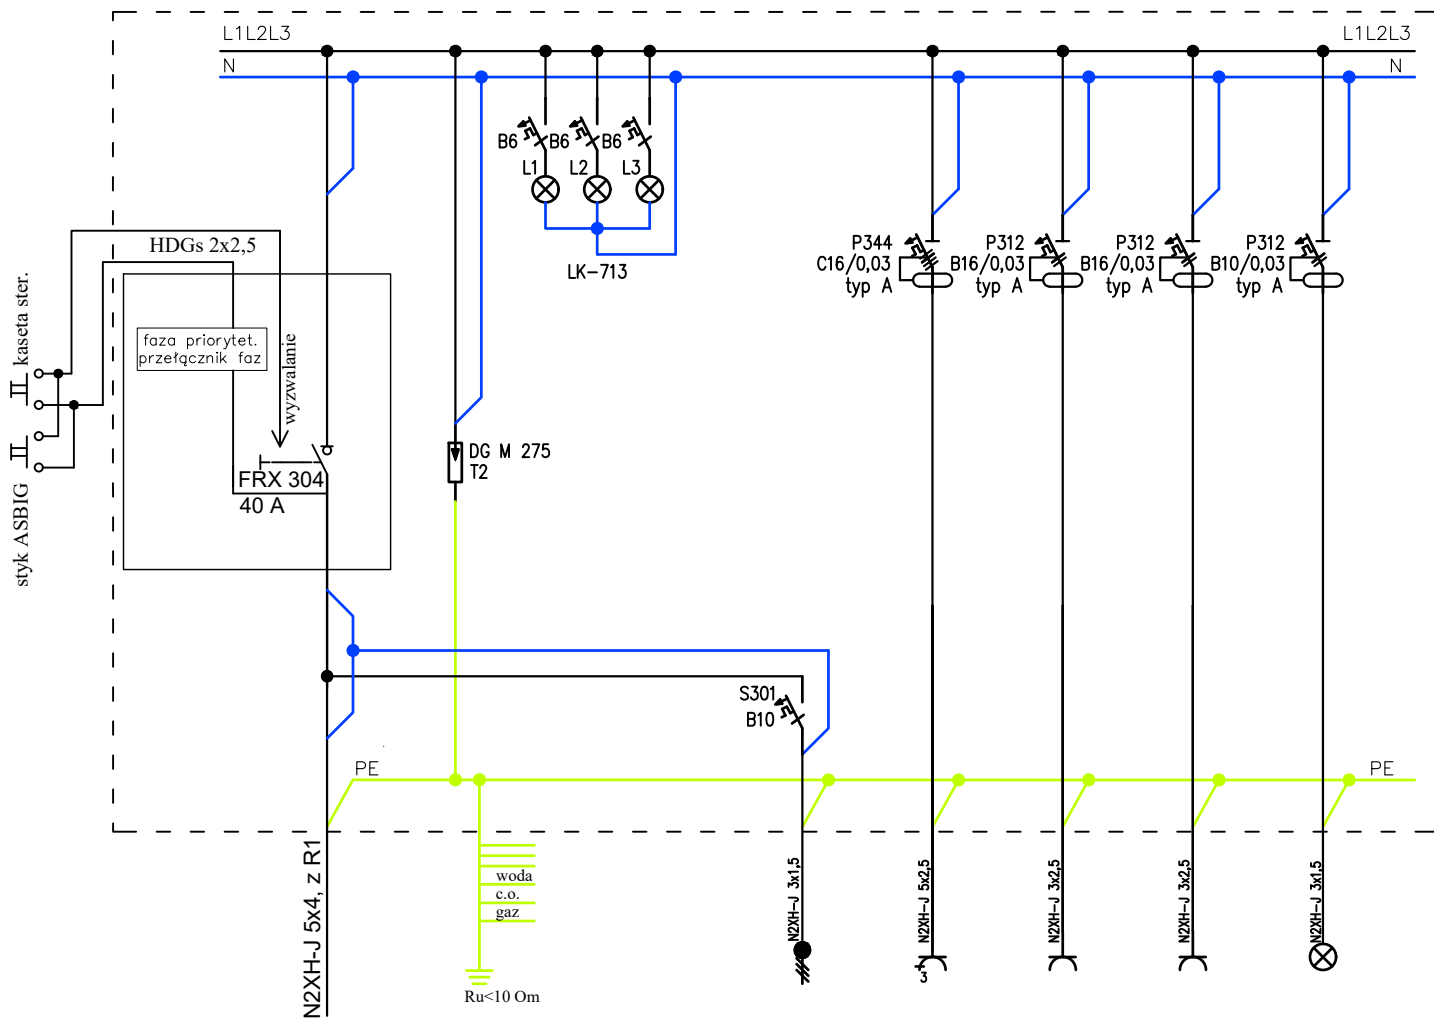 L1L2L3
L1L2L3
N
N
B6
B6
B6
L1
L2
L3
LK-713
HDGs 2x2,5
kaseta ster.
styk ASBIG
faza priorytet.
przełącznik faz
wyzwalanie
FRX 304
40 A
DG M 275
T2
P344
C16/0,03
typ A
P312
B16/0,03
typ A
P312
B16/0,03
typ A
P312
B10/0,03
typ A
S301
B10
PE
PE
N2XH-J 5x4, z R1
woda
c.o.
gaz
Ru<10 Om
N2XH-J 3x1,5
N2XH-J 5x2,5
3
N2XH-J 3x2,5
N2XH-J 3x2,5
N2XH-J 3x1,5